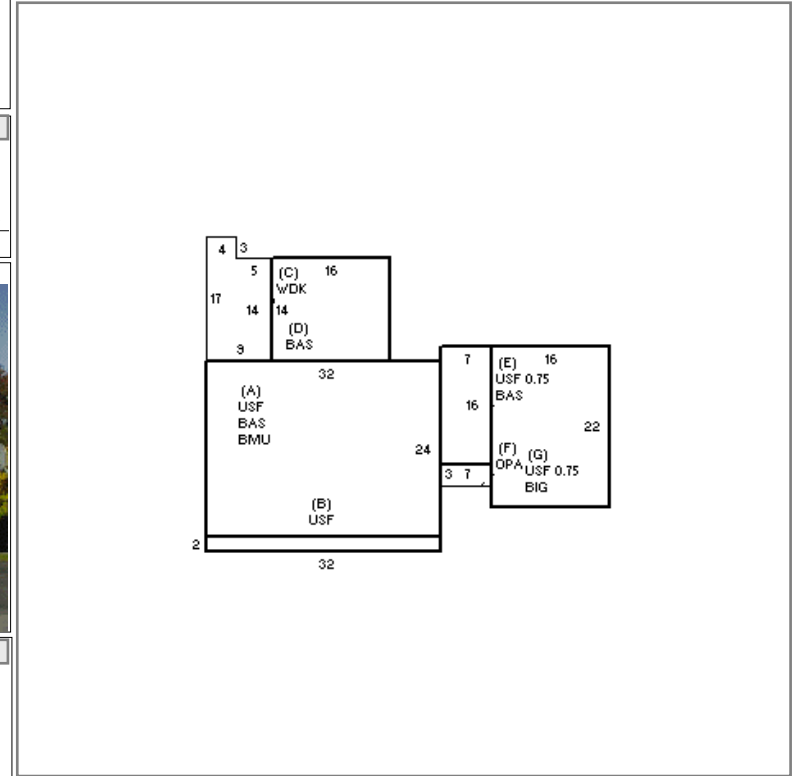 4 3
5 (C) 16
WDK
17
14 14
(D)
BAS
9
32
(A)
USF
BAS
BMU
24
(B)
USF
2
32
7 (E) 16
USF 0.75
BAS
16
22
(F)
OPA
(G)
USF 0.75
BIG
3 7